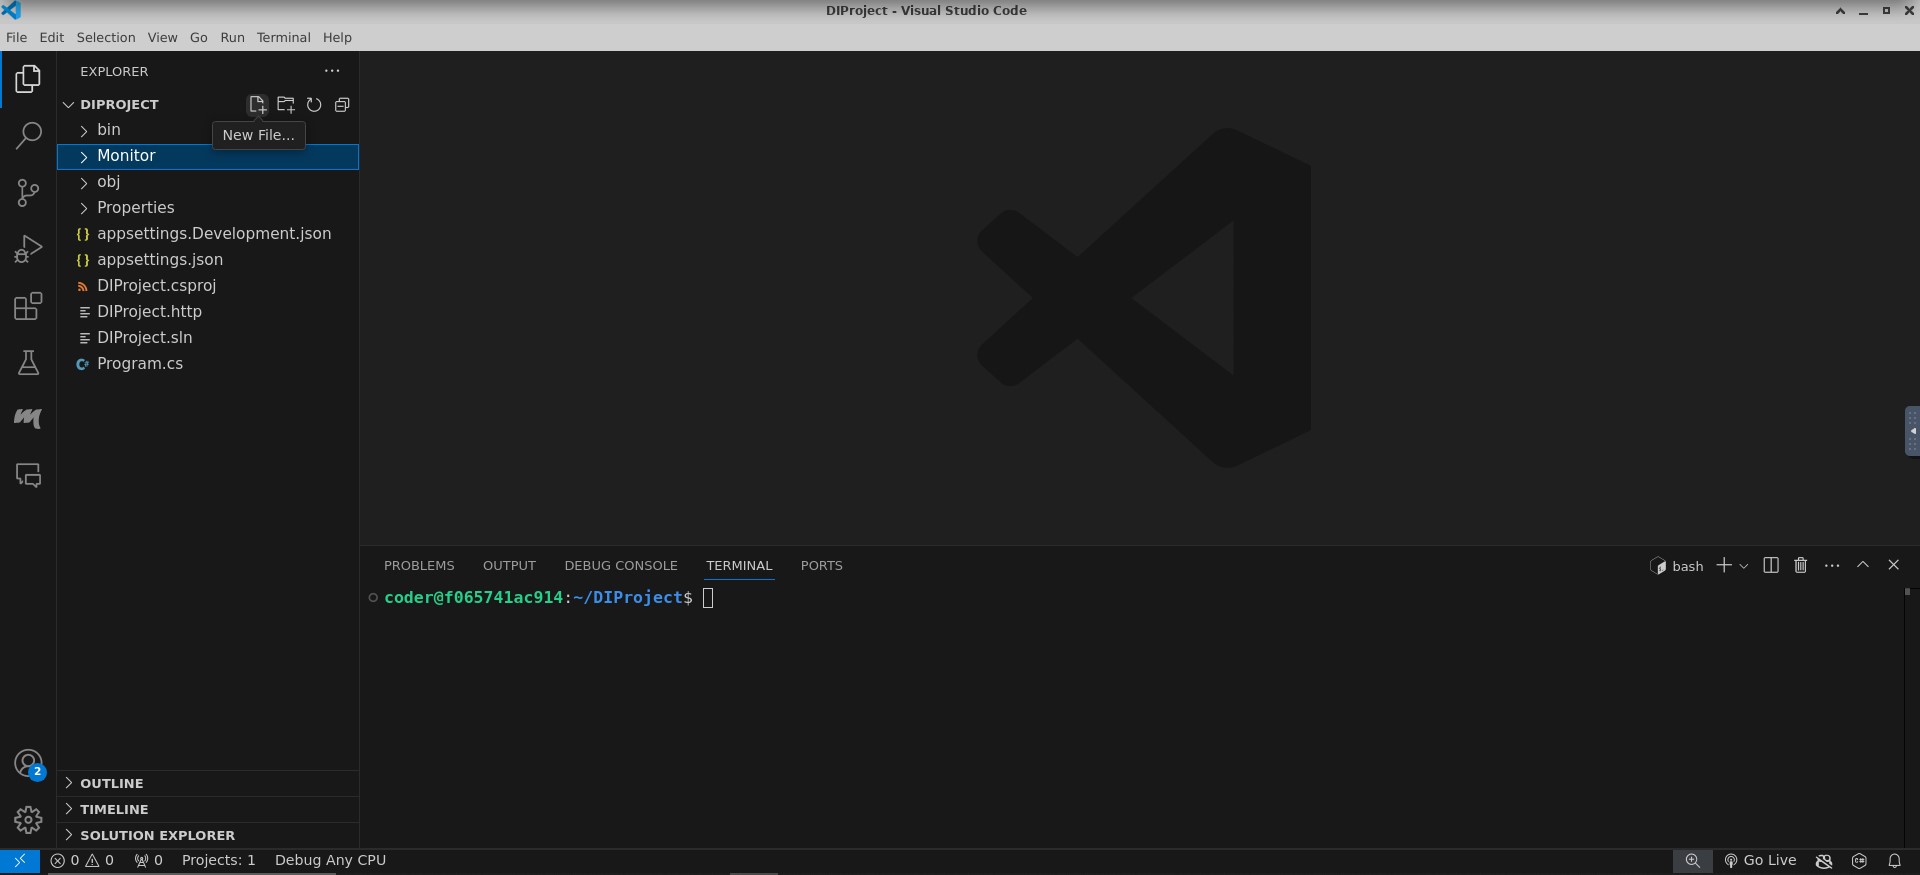 DIProject - Visual Studio Code
File Edit Selection View Go Run Terminal Help
EXPLORER
DIPROJECT
New File...
bin
Monitor
obj
Properties
appsettings.Development.json
appsettings.json
DIProject.csproj
DIProject.http
DIProject.sln
Program.cs
PROBLEMS OUTPUT DEBUG CONSOLE TERMINAL PORTS
bash
coder@f065741ac914:~/DIProject$
2
OUTLINE
TIMELINE
SOLUTION EXPLORER
0 0 0 Projects: 1 Debug Any CPU Go Live